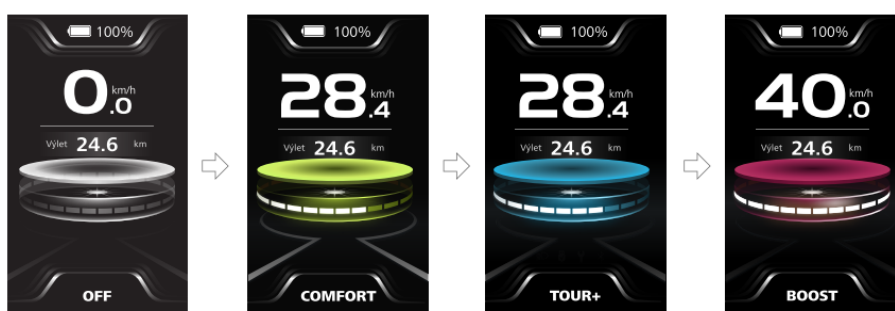 100%
0.0 km/h
Výlet 24.6 km
OFF
100%
28.4 km/h
Výlet 24.6 km
COMFORT
100%
28.4 km/h
Výlet 24.6 km
TOUR+
100%
40.0 km/h
Výlet 24.6 km
BOOST